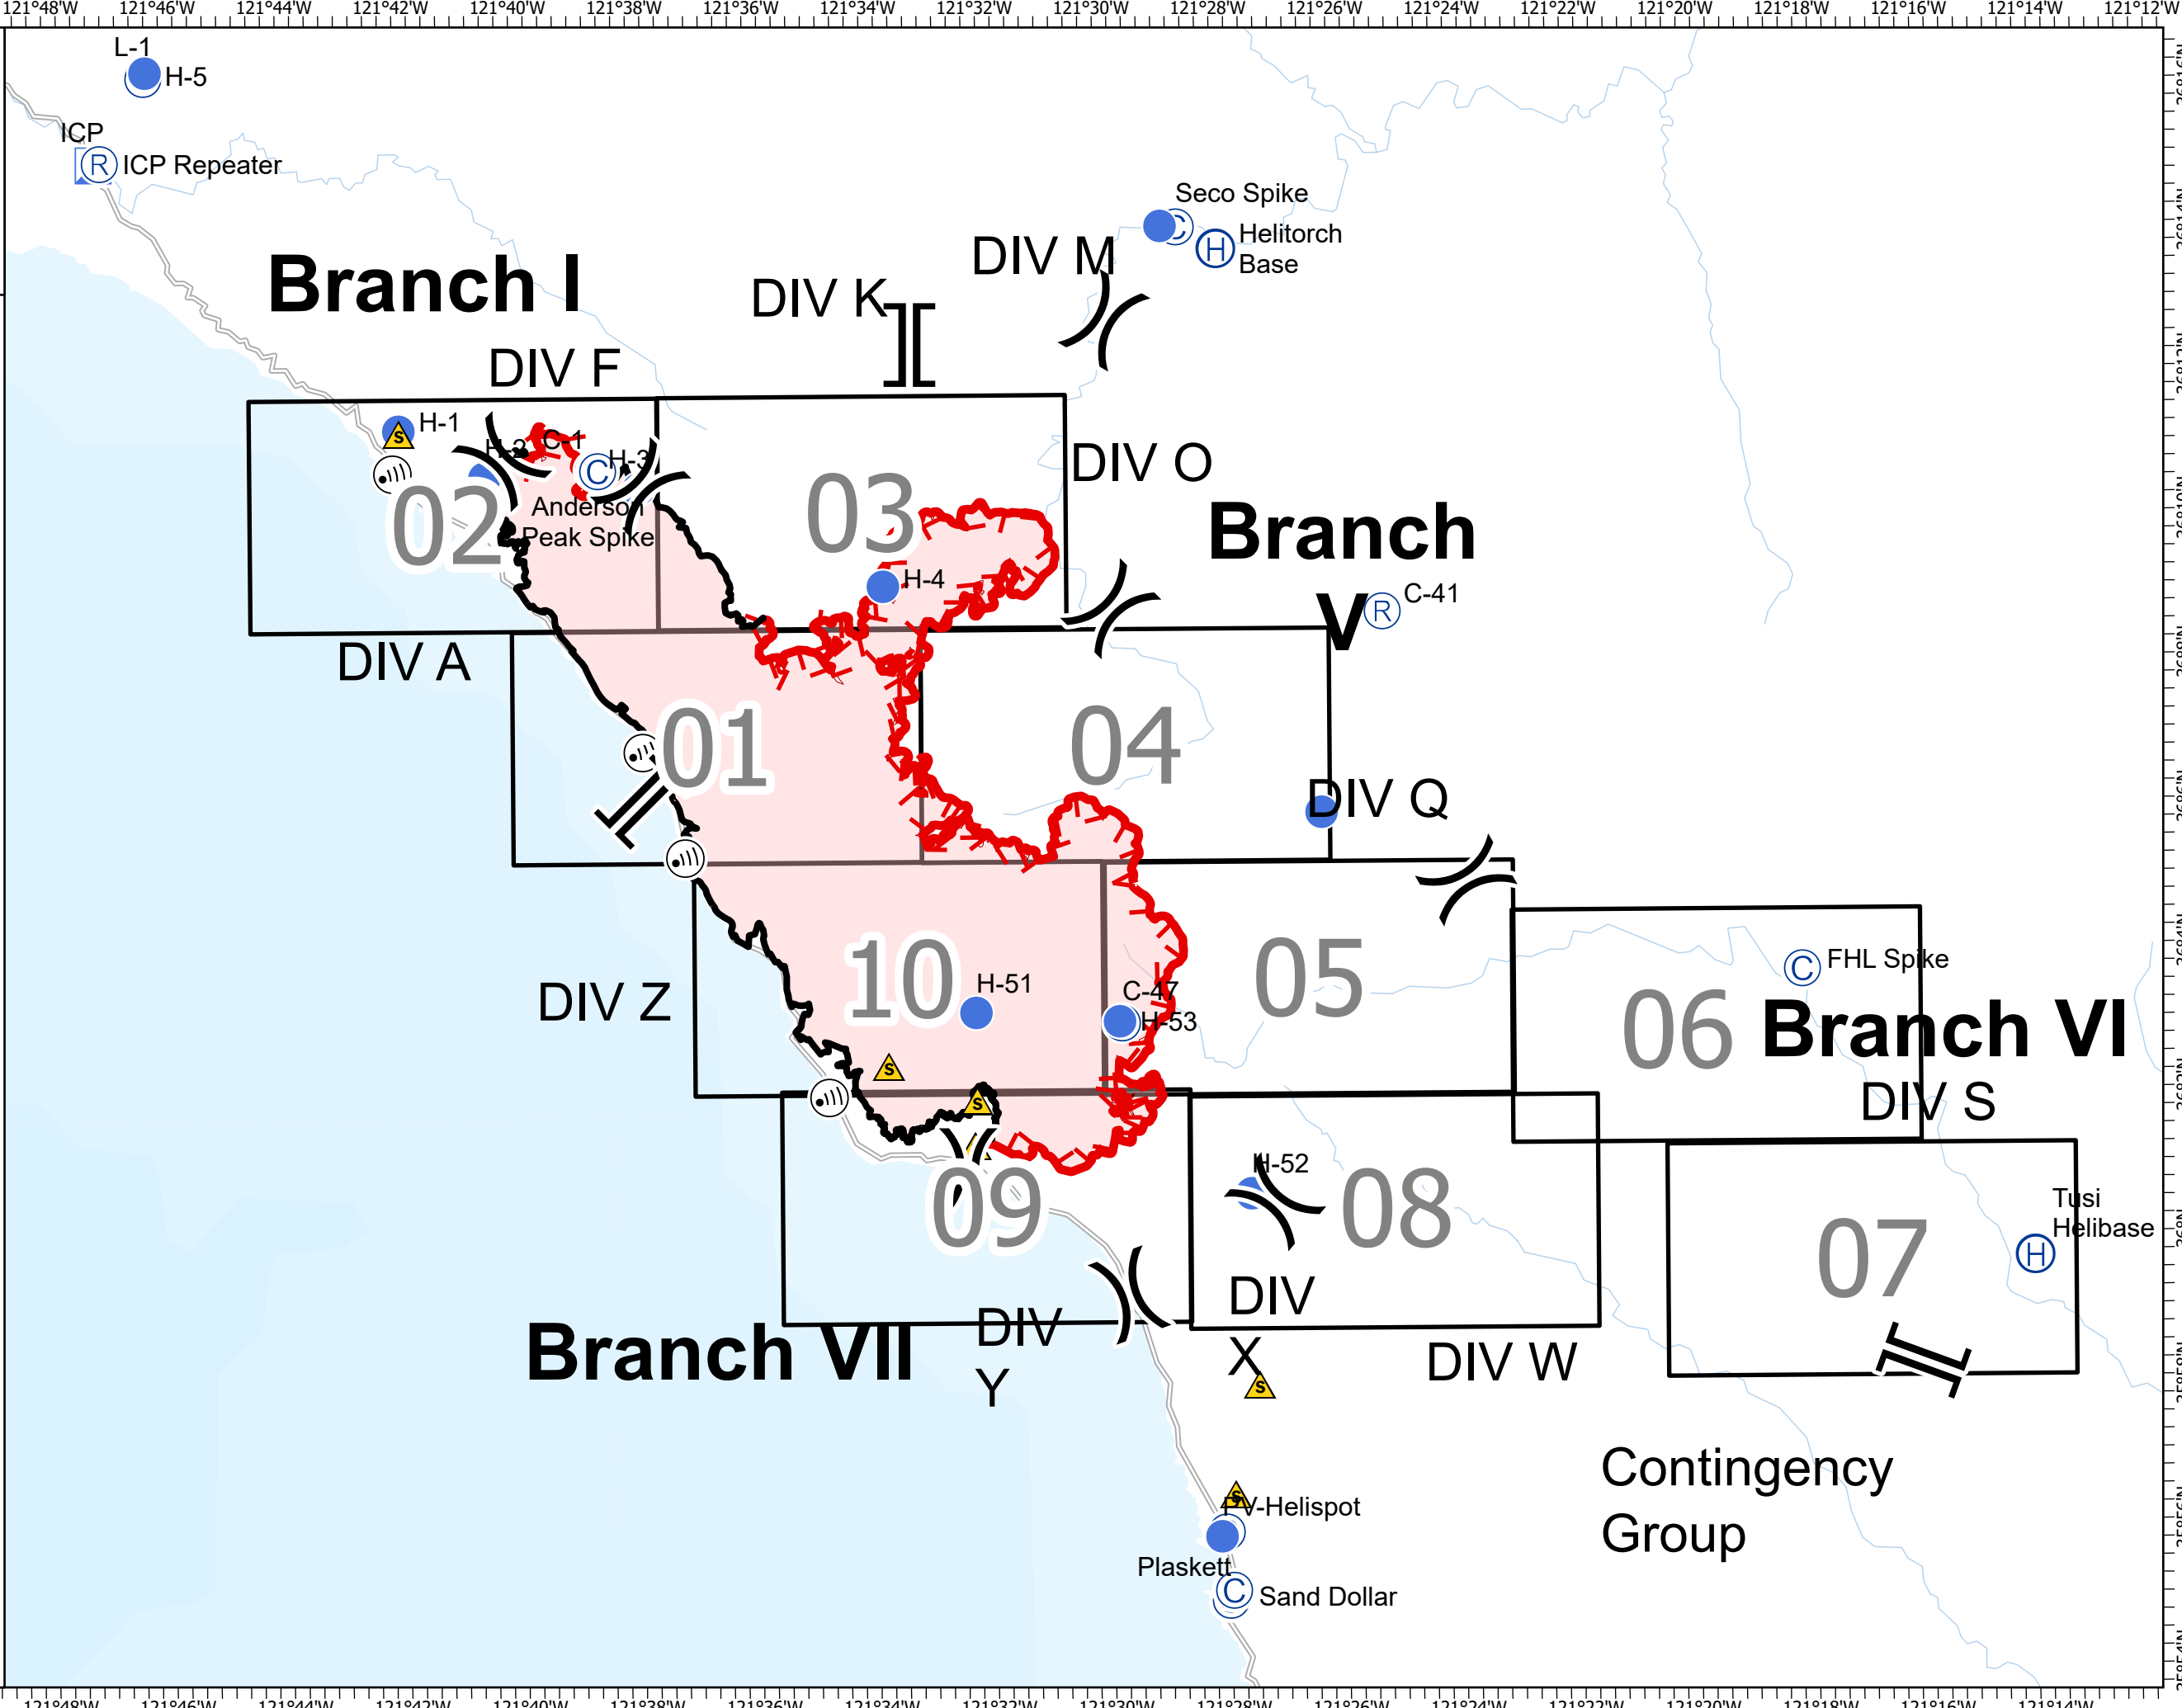 121°48'W 121°46'W 121°44'W 121°42'W 121°40'W 121°38'W 121°36'W 121°34'W 121°32'W 121°30'W 121°28'W 121°26'W 121°24'W 121°22'W 121°20'W 121°18'W 121°16'W 121°14'W 121°12'W
L-1
H-5
ICP
R ICP Repeater
Seco Spike
C
H Helitorch
Base
DIV M
Branch I
DIV K
DIV F
S H-1
H-2
C-1
C H-3
Anderson
Peak Spike
02
03
DIV O
Branch
V
R C-41
H-4
DIV A
01
04
DIV Q
10
05
H-51
C-47
H-53
DIV Z
S
S
C FHL Spike
06
Branch VI
DIV S
09
H-52
08
07
Tusi
Helibase
H
DIV
X
DIV
Y
Branch VII
DIV W
S
Contingency
Group
S
PV-Helispot
Plaskett
C Sand Dollar
121°48'W 121°46'W 121°44'W 121°42'W 121°40'W 121°38'W 121°36'W 121°34'W 121°32'W 121°30'W 121°28'W 121°26'W 121°24'W 121°22'W 121°20'W 121°18'W 121°16'W 121°14'W